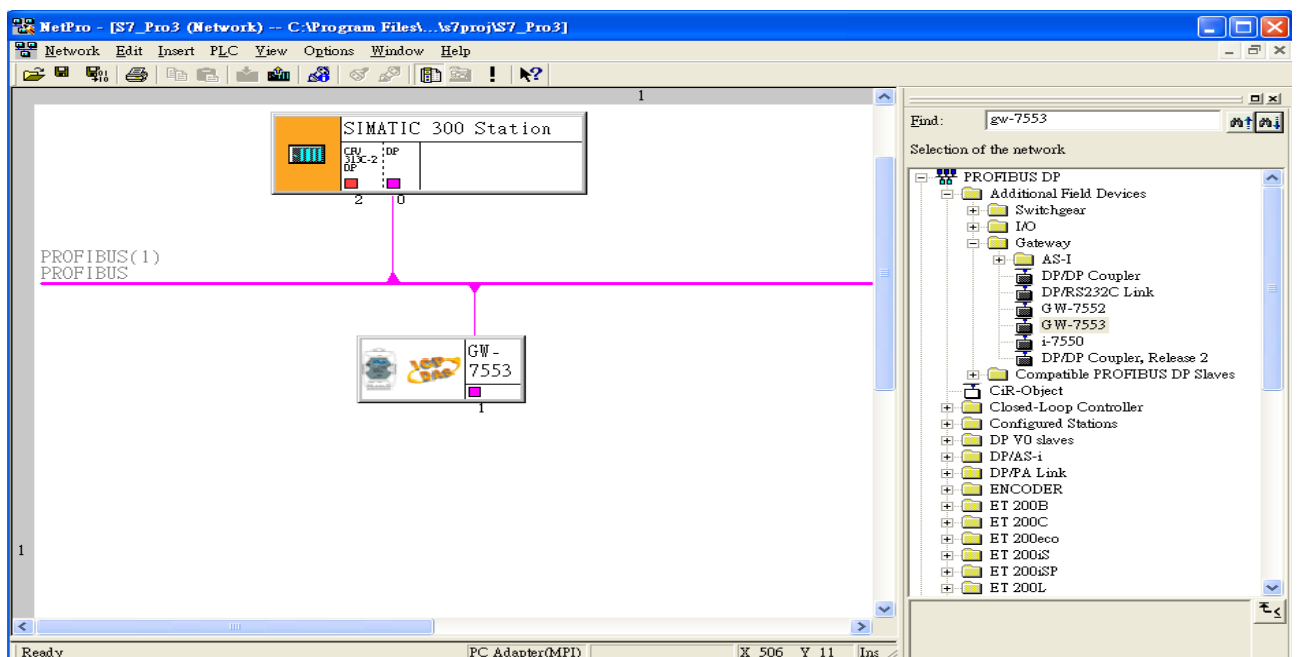 NetPro - [S7_Pro3 (Network) -- C:\Program Files\...\s7proj\S7_Pro3]
Network Edit Insert PLC View Options Window Help
1
SIMATIC 300 Station
CPU
313C-2
DP
DP
2 0
PROFIBUS(1)
PROFIBUS
GW-
7553
1
1
Ready PC Adapter(MPI) X 506 Y 11 Ins
Find: gw-7553
Selection of the network
PROFIBUS DP
Additional Field Devices
Switchgear
I/O
Gateway
AS-I
DP/DP Coupler
DP/RS232C Link
GW-7552
GW-7553
i-7550
DP/DP Coupler, Release 2
Compatible PROFIBUS DP Slaves
CiR-Object
Closed-Loop Controller
Configured Stations
DP V0 slaves
DP/AS-i
DP/PA Link
ENCODER
ET 200B
ET 200C
ET 200eco
ET 200iS
ET 200iSP
ET 200L